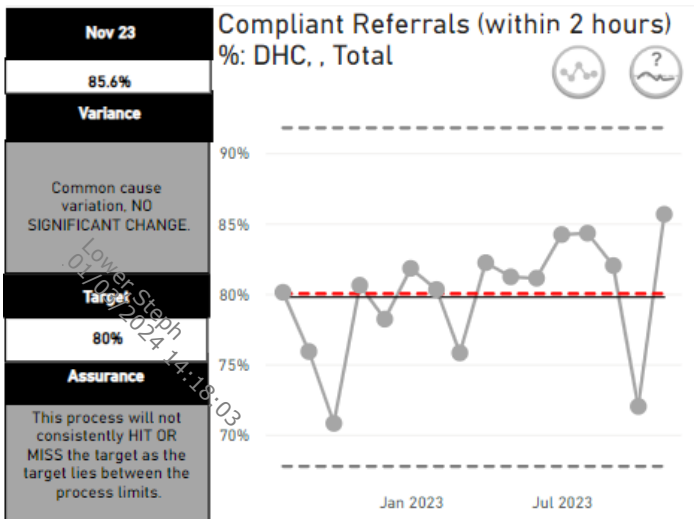 Nov 23
85.6%
Variance
Common cause
variation, NO
SIGNIFICANT CHANGE.
Target
80%
Assurance
This process will not
consistently HIT OR
MISS the target as the
target lies between the
process limits.
Lower Steph
01/03/2024 14:18:03
Compliant Referrals (within 2 hours)
%: DHC, , Total
?
90%
85%
80%
75%
70%
Jan 2023
Jul 2023